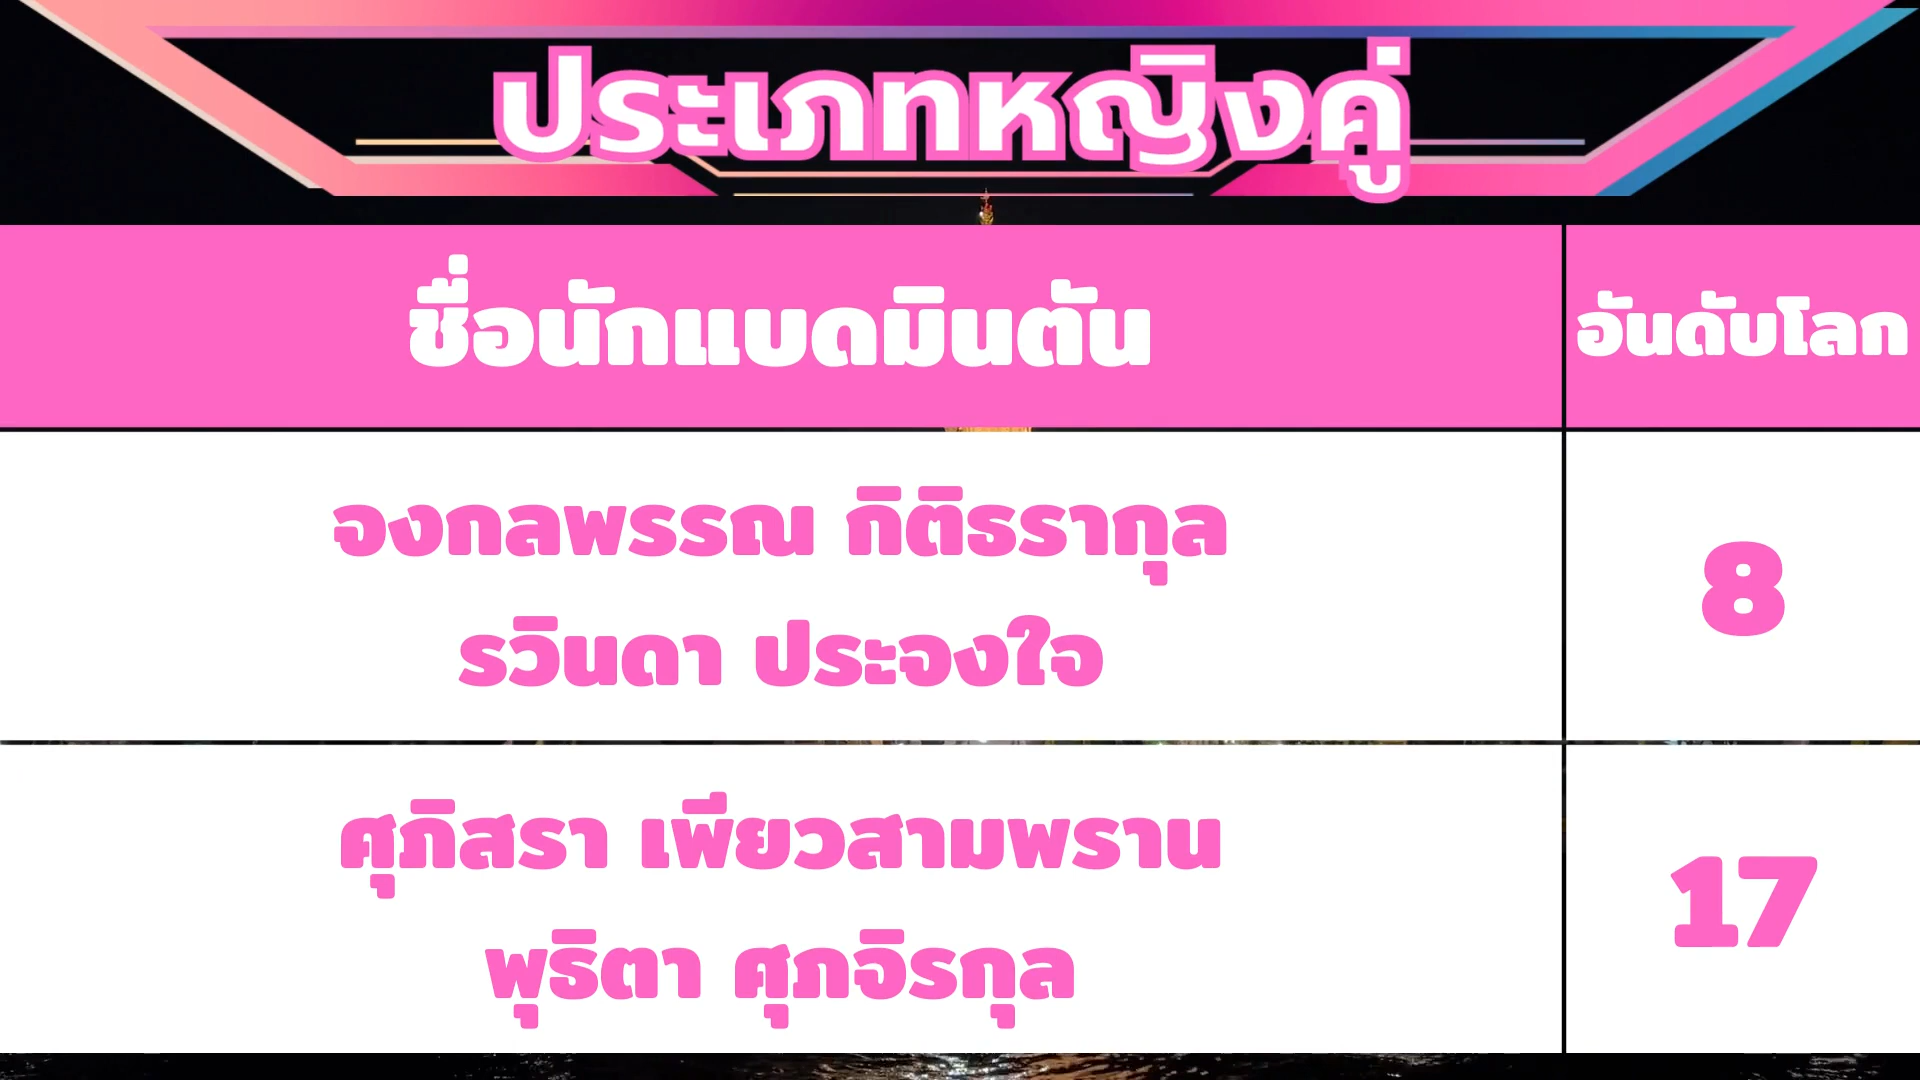 ประเภทหญิงคู่
ชื่อนักแบดมินตัน
อันดับโลก
จงกลพรรณ กิติธรากุล
รวินดา ประจงใจ
8
ศุภิสรา เพียวสามพราน
พุธิตา ศุภจิรกุล
17